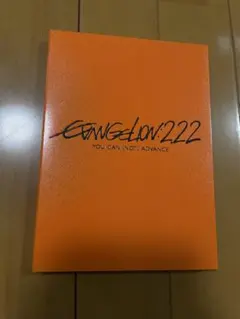 EVANGELION:2.22
YOU CAN (NOT) ADVANCE.